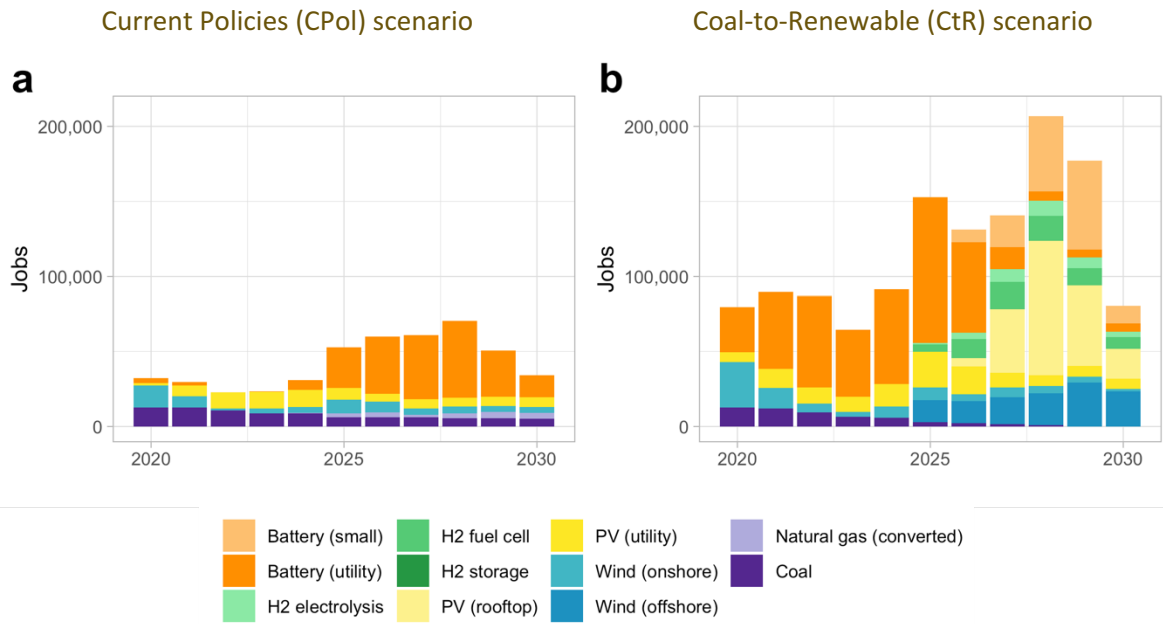 Current Policies (CPol) scenario
Coal-to-Renewable (CtR) scenario
a
b
200,000
100,000
0
Jobs
2020
2025
2030
200,000
100,000
0
Jobs
2020
2025
2030
Battery (small)
H2 fuel cell
PV (utility)
Natural gas (converted)
Battery (utility)
H2 storage
Wind (onshore)
Coal
H2 electrolysis
PV (rooftop)
Wind (offshore)